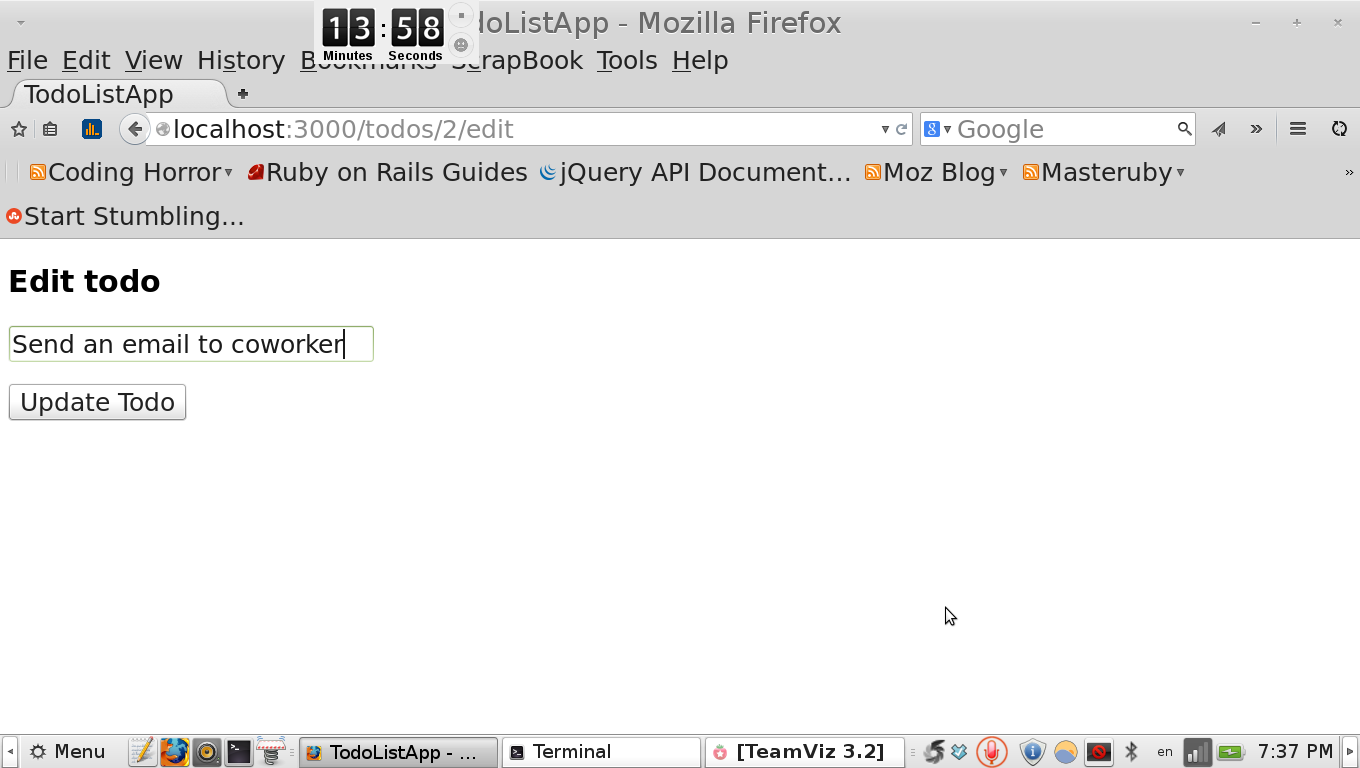 13:58
Minutes Seconds
doListApp - Mozilla Firefox
File Edit View History Bookmarks ScrapBook Tools Help
TodoListApp
localhost:3000/todos/2/edit
Google
Coding Horror Ruby on Rails Guides jQuery API Document... Moz Blog Masteruby
Start Stumbling...
Edit todo
Send an email to coworker
Update Todo
Menu TodoListApp - ... Terminal [TeamViz 3.2] en 7:37 PM